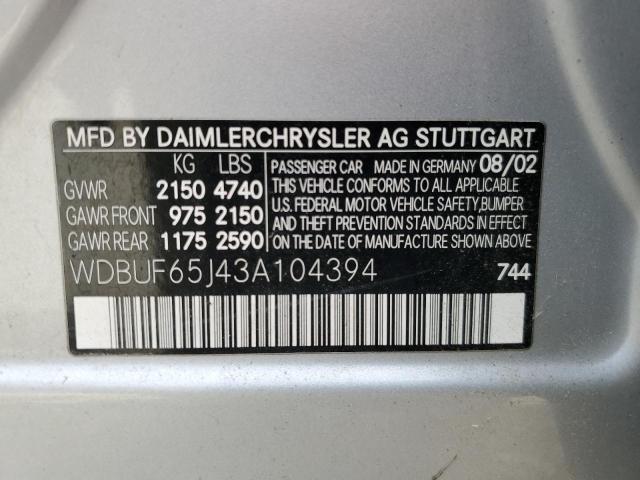 MFD BY DAIMLERCHRYSLER AG STUTTGART
KG LBS
GVWR 2150 4740
GAWR FRONT 975 2150
GAWR REAR 1175 2590
PASSENGER CAR MADE IN GERMANY 08/02
THIS VEHICLE CONFORMS TO ALL APPLICABLE
U.S. FEDERAL MOTOR VEHICLE SAFETY, BUMPER
AND THEFT PREVENTION STANDARDS IN EFFECT
ON THE DATE OF MANUFACTURE SHOWN ABOVE.
WDBUF65J43A104394 744